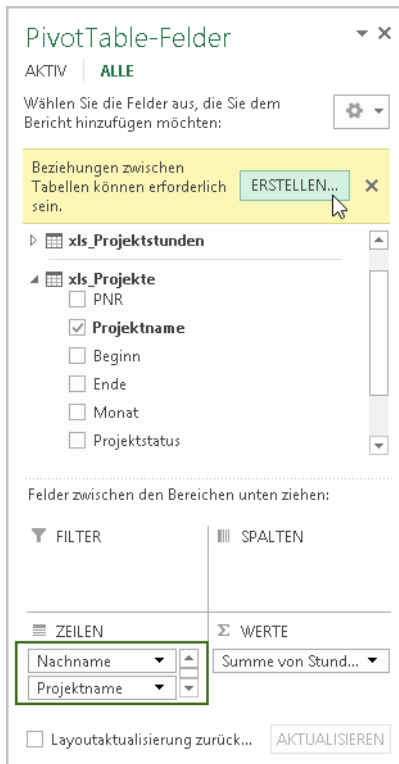 PivotTable-Felder
AKTIV ALLE
Wählen Sie die Felder aus, die Sie dem
Bericht hinzufügen möchten:
Beziehungen zwischen
Tabellen können erforderlich
sein.
ERSTELLEN...
xls_Projektstunden
xls_Projekte
PNR
Projektname
Beginn
Ende
Monat
Projektstatus
Felder zwischen den Bereichen unten ziehen:
FILTER
SPALTEN
ZEILEN
Nachname
Projektname
Σ WERTE
Summe von Stund...
Layoutaktualisierung zurück...
AKTUALISIEREN